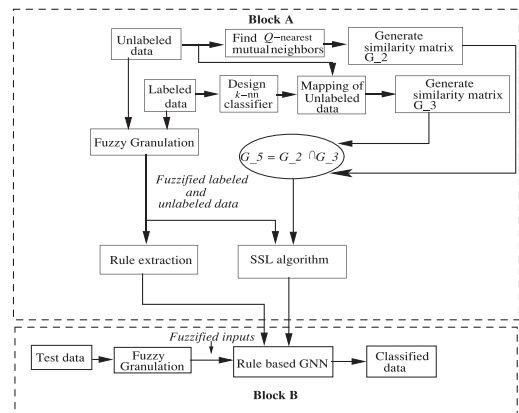 Block A
Unlabeled
data
Find Q-nearest
mutual neighbors
Generate
similarity matrix
G_2
Labeled
data
Design
k-nn
classifier
Mapping of
Unlabeled
data
Generate
similarity matrix
G_3
Fuzzy Granulation
G_5 = G_2 ∩ G_3
Fuzzified labeled
and
unlabeled data
Rule extraction
SSL algorithm
Fuzzified inputs
Test data
Fuzzy
Granulation
Rule based GNN
Classified
data
Block B